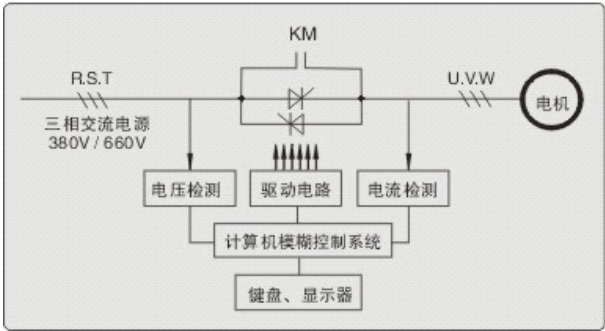 KM
R.S.T
U.V.W
三相交流电源
380V / 660V
电机
电压检测
驱动电路
电流检测
计算机模糊控制系统
键盘、显示器